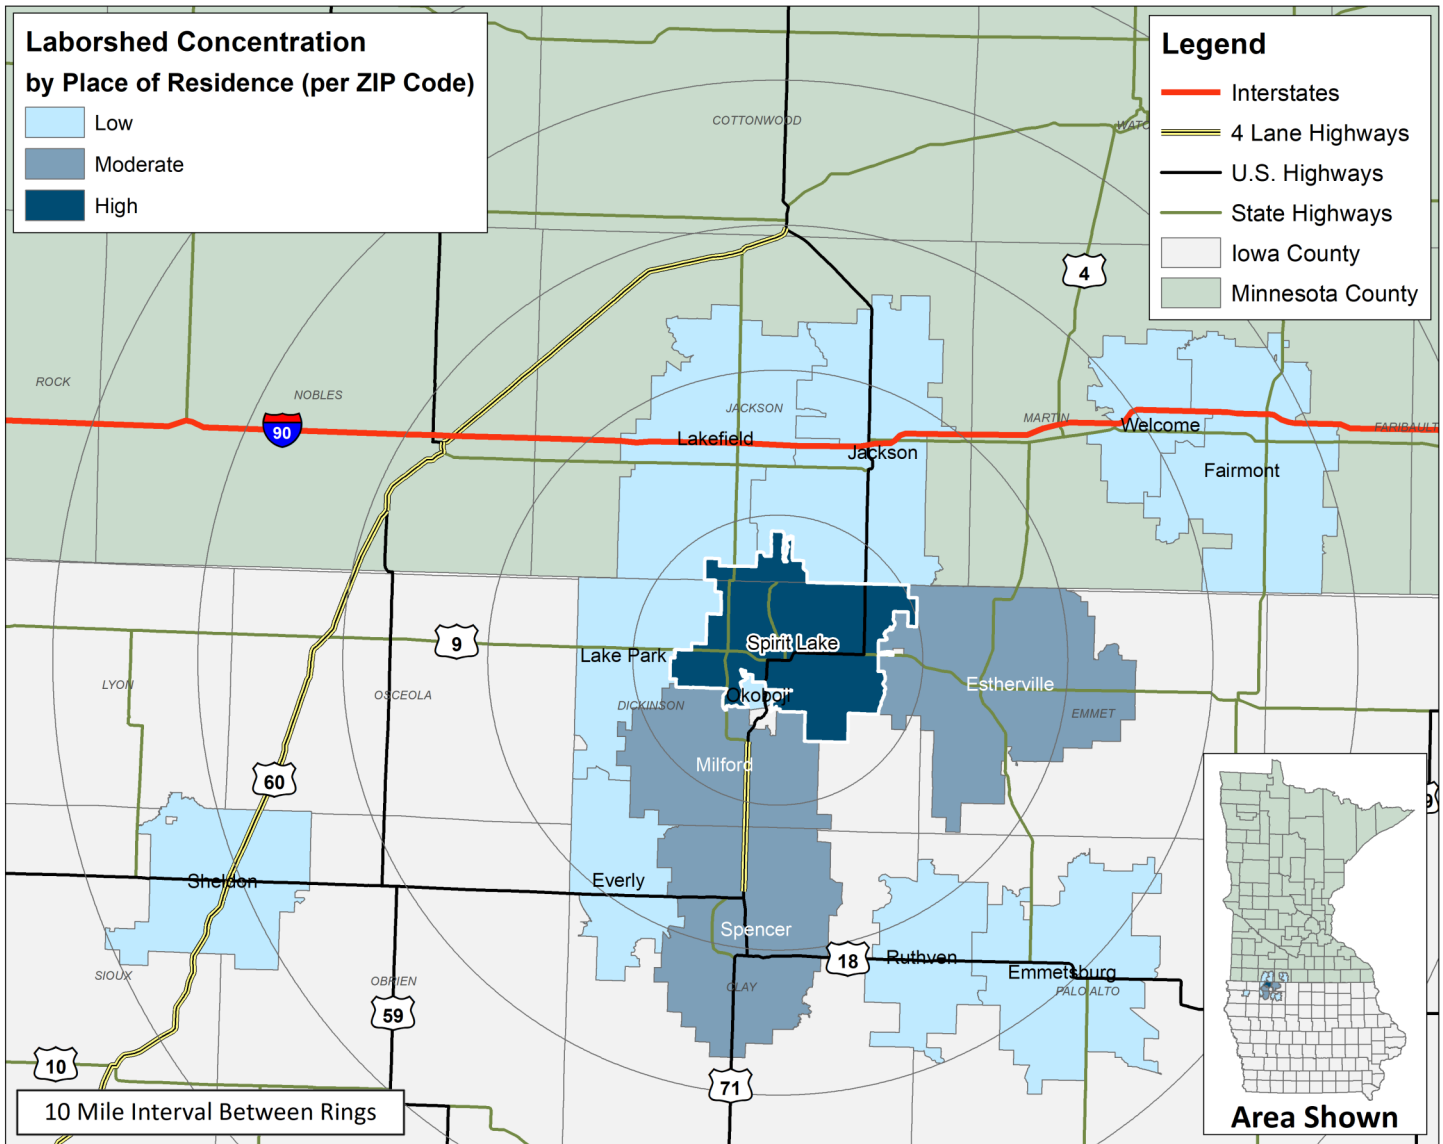 Laborshed Concentration
by Place of Residence (per ZIP Code)
Low
Moderate
High
Legend
Interstates
4 Lane Highways
U.S. Highways
State Highways
Iowa County
Minnesota County
COTTONWOOD
WATO
4
ROCK
NOBLES
JACKSON
MARTIN
FARIBAULT
90
Lakefield
Jackson
Welcome
Fairmont
9
Spirit Lake
Lake Park
LYON
OSCEOLA
DICKINSON
Okoboji
Estherville
EMMET
Milford
60
9
Sheldon
Everly
Spencer
18
Ruthven
Emmetsburg
SIOUX
OBRIEN
CLAY
PALO ALTO
59
10
71
10 Mile Interval Between Rings
Area Shown